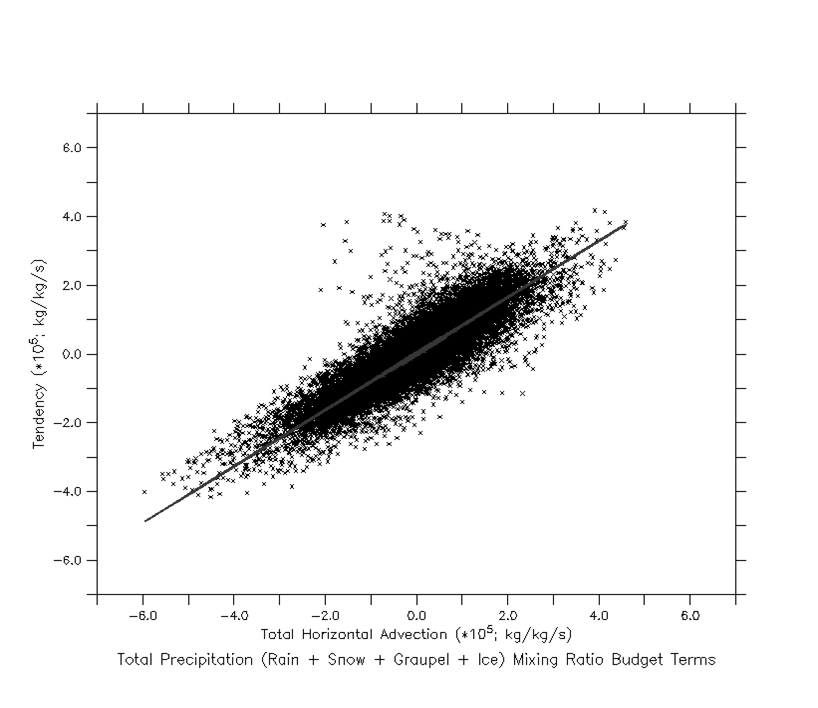 6.0
4.0
2.0
0.0
−2.0
−4.0
−6.0
Tendency (*10⁵; kg/kg/s)
−6.0 −4.0 −2.0 0.0 2.0 4.0 6.0
Total Horizontal Advection (*10⁵; kg/kg/s)
Total Precipitation (Rain + Snow + Graupel + Ice) Mixing Ratio Budget Terms